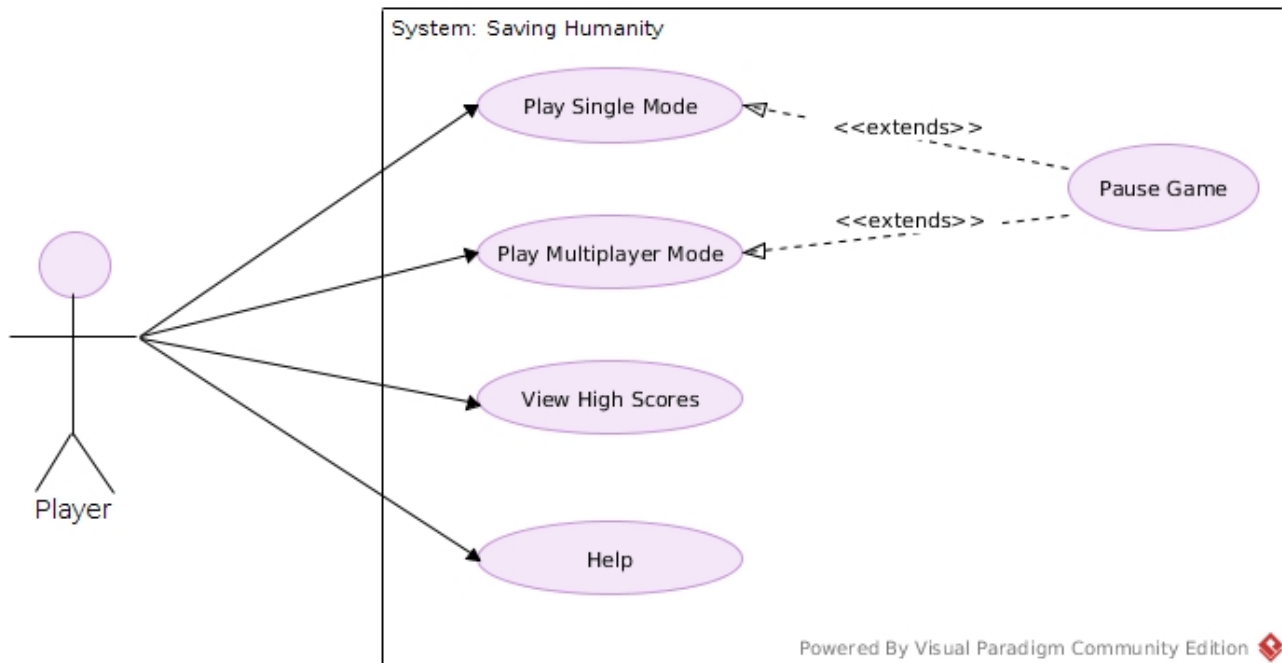 System: Saving Humanity
Play Single Mode
<<extends>>
Pause Game
<<extends>>
Play Multiplayer Mode
View High Scores
Player
Help
Powered By Visual Paradigm Community Edition